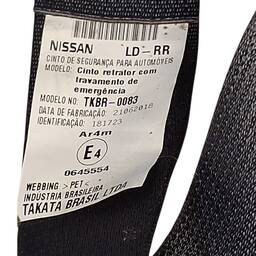 NISSAN LD-RR
CINTO DE SEGURANÇA PARA AUTOMÓVEIS
MODELO: Cinto retrator com
travamento de
emergência
MODELO NO: TKBR-0083
DATA DE FABRICAÇÃO: 21062018
IDENTIFICAÇÃO: 181723
Ar4m
E4
0645554
WEBBING >PET<
INDUSTRIA BRASILEIRA
TAKATA BRASIL LTDA